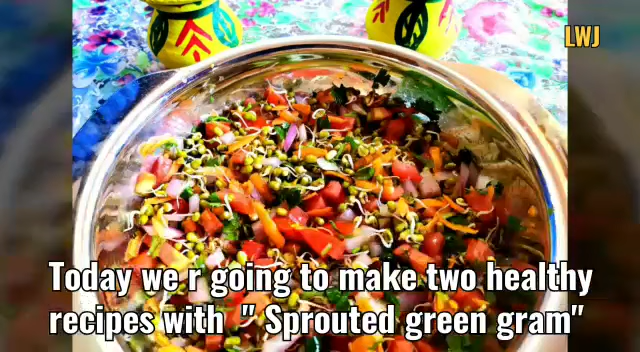 LWJ
Today we r going to make two healthy
recipes with " Sprouted green gram"